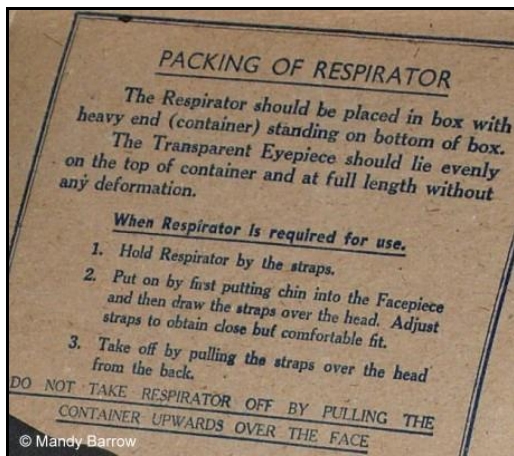 PACKING OF RESPIRATOR
The Respirator should be placed in box with
heavy end (container) standing on bottom of box.
The Transparent Eyepiece should lie evenly
on the top of container and at full length without
any deformation.
When Respirator is required for use.
1. Hold Respirator by the straps.
2. Put on by first putting chin into the Facepiece
and then draw the straps over the head. Adjust
straps to obtain close but comfortable fit.
3. Take off by pulling the straps over the head
from the back.
DO NOT TAKE RESPIRATOR OFF BY PULLING THE
CONTAINER UPWARDS OVER THE FACE
© Mandy Barrow